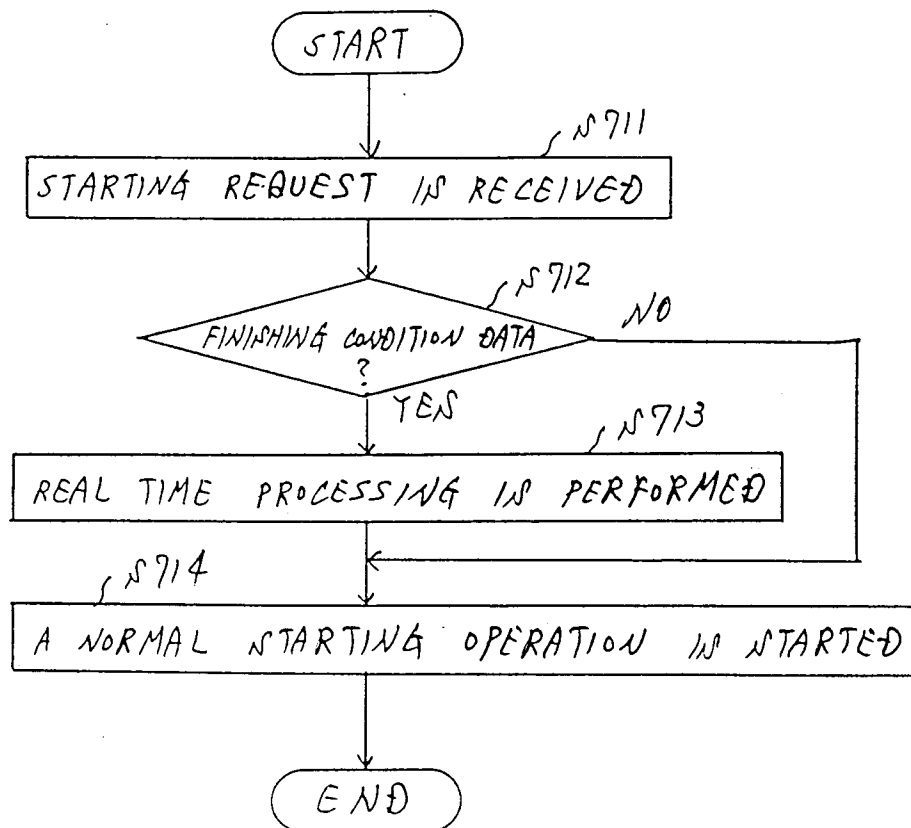 START
S711
STARTING REQUEST IS RECEIVED
S712
FINISHING CONDITION DATA
?
NO
YES
S713
REAL TIME PROCESSING IS PERFORMED
S714
A NORMAL STARTING OPERATION IS STARTED
END